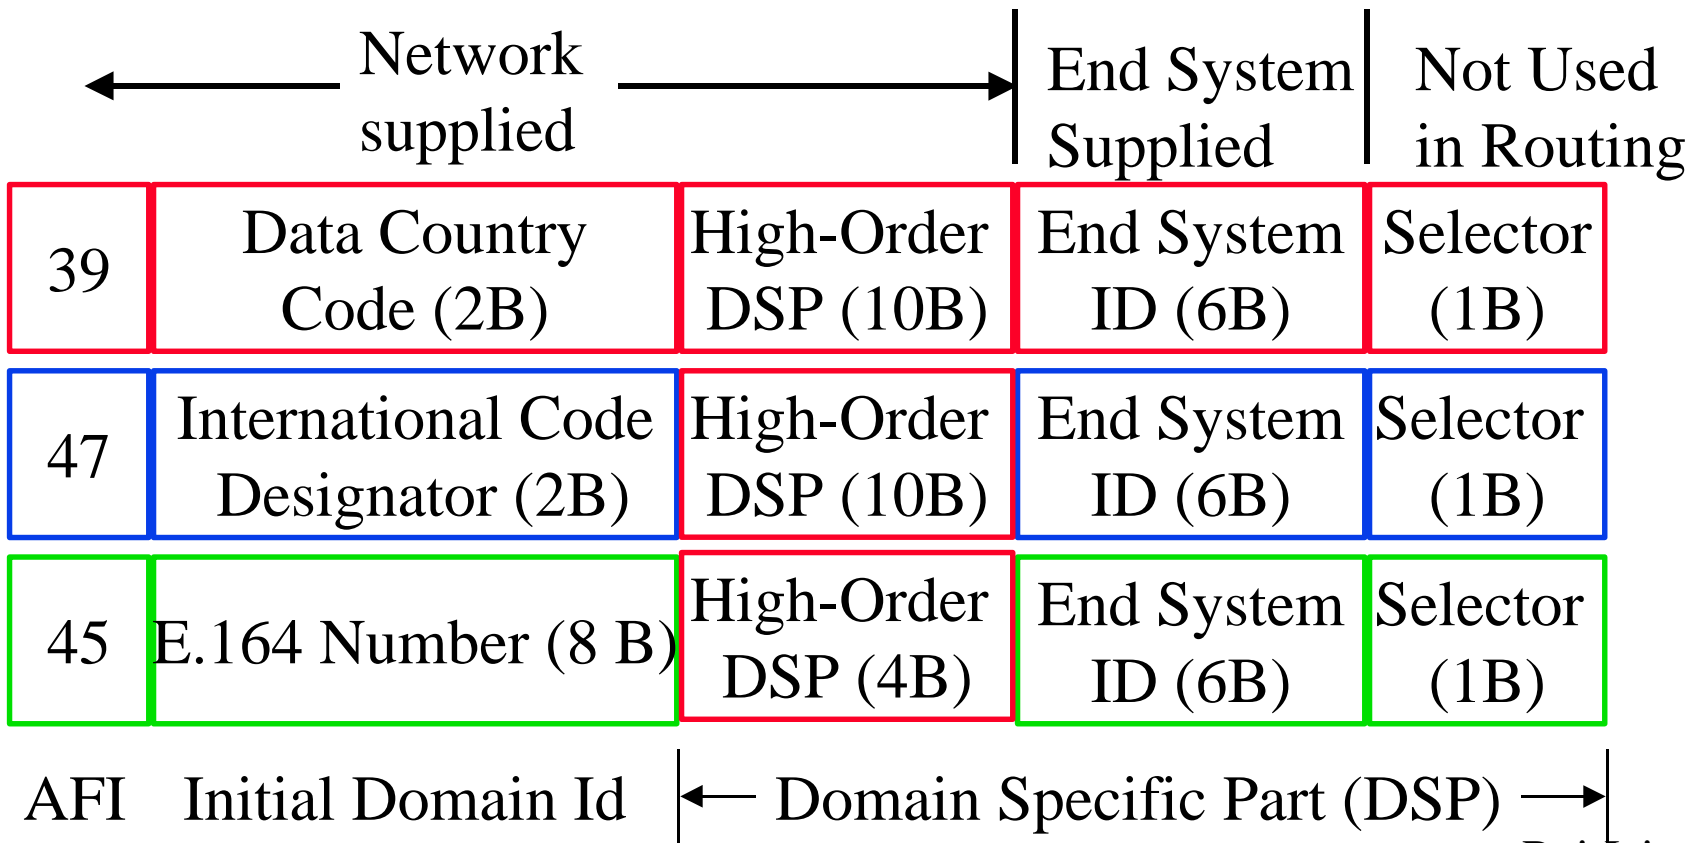 Network
supplied
End System
Supplied
Not Used
in Routing
39
Data Country
Code (2B)
High-Order
DSP (10B)
End System
ID (6B)
Selector
(1B)
47
International Code
Designator (2B)
High-Order
DSP (10B)
End System
ID (6B)
Selector
(1B)
45
E.164 Number (8 B)
High-Order
DSP (4B)
End System
ID (6B)
Selector
(1B)
AFI
Initial Domain Id
Domain Specific Part (DSP)